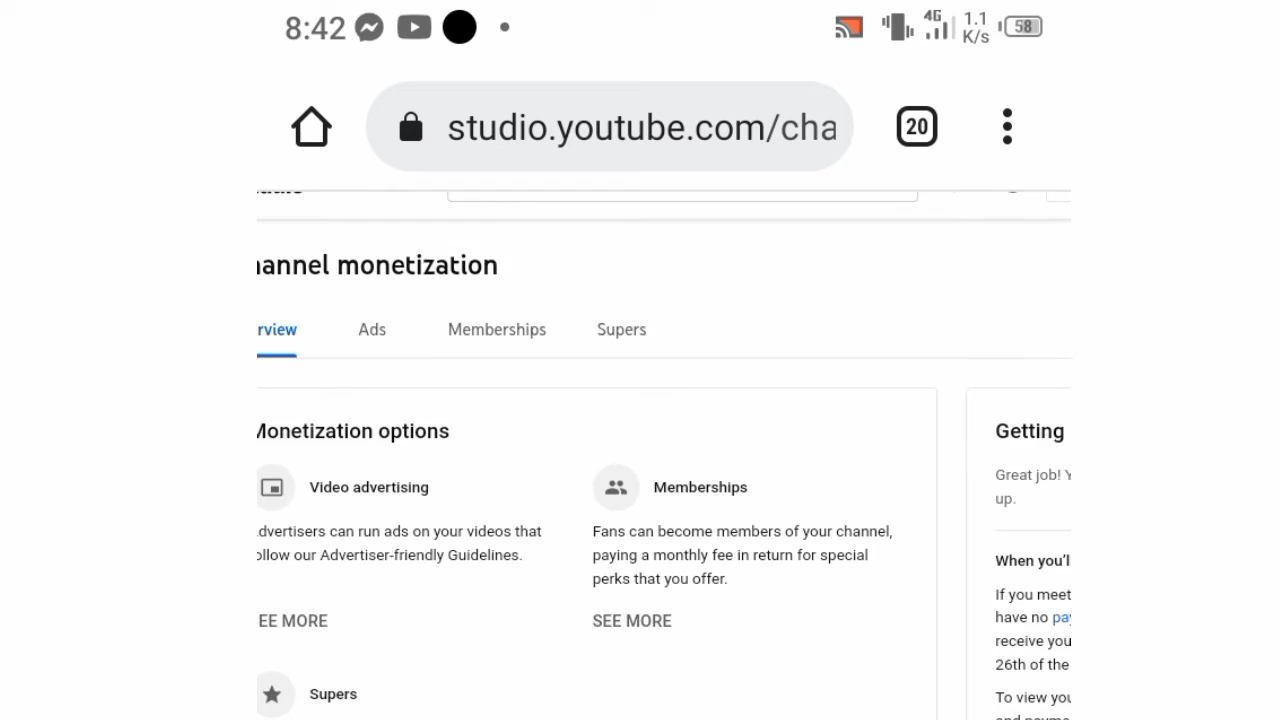 8:42
4G
1.1
K/s
58
studio.youtube.com/cha
20
annel monetization
rview
Ads
Memberships
Supers
Monetization options
Getting
Video advertising
Memberships
Great job! Y
up.
dvertisers can run ads on your videos that
ollow our Advertiser-friendly Guidelines.
Fans can become members of your channel,
paying a monthly fee in return for special
perks that you offer.
When you'll
If you meet
have no pay
receive you
26th of the
EE MORE
SEE MORE
Supers
To view you